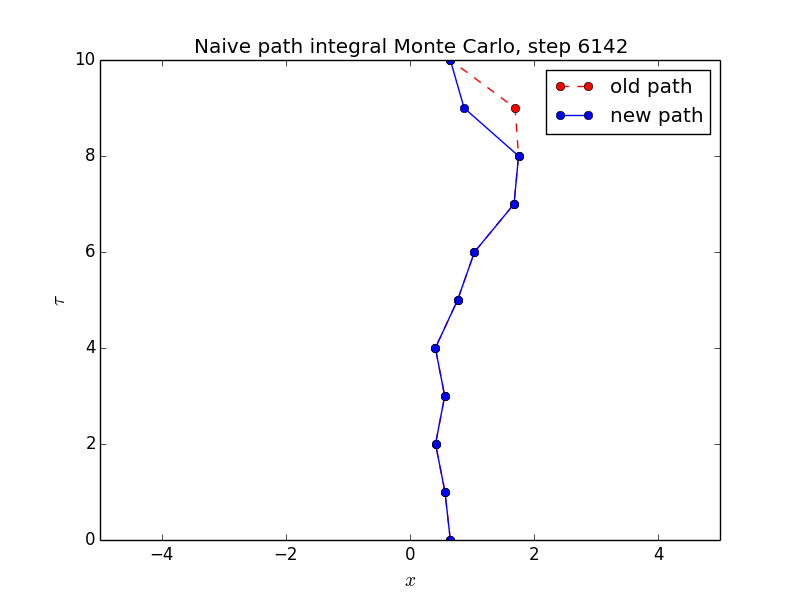 Naive path integral Monte Carlo, step 6142
old path
new path
10
8
6
4
2
0
τ
−4 −2 0 2 4
x